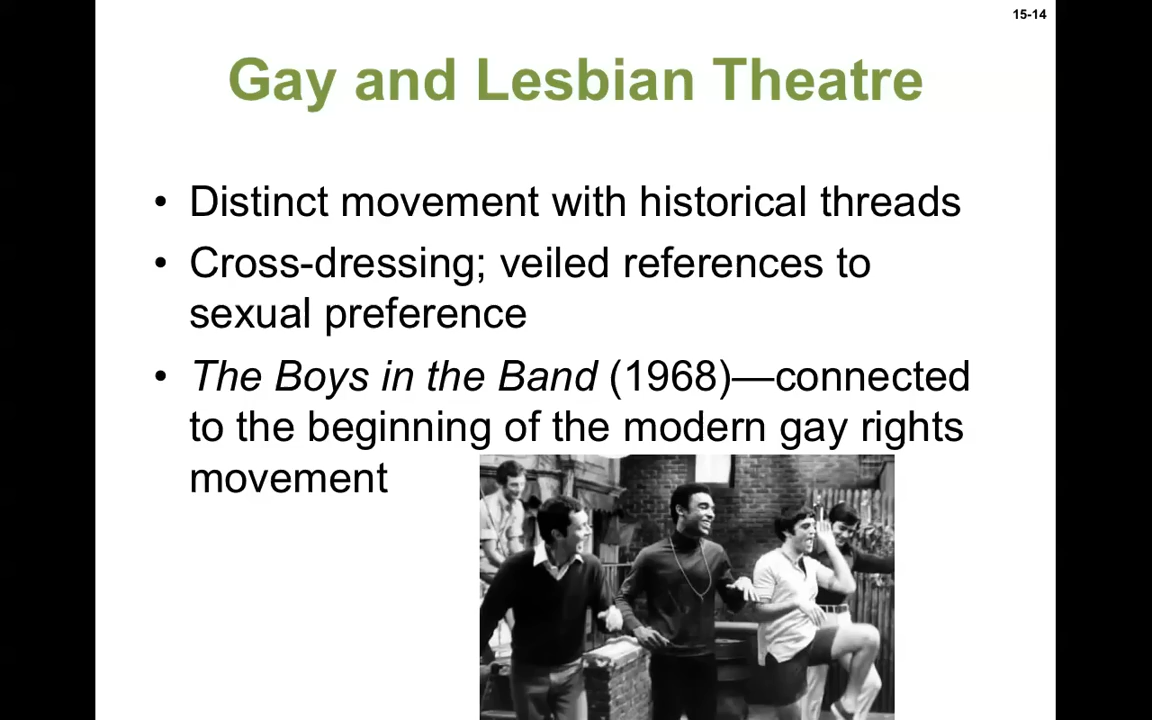 15-14
Gay and Lesbian Theatre
• Distinct movement with historical threads
• Cross-dressing; veiled references to
sexual preference
• The Boys in the Band (1968)—connected
to the beginning of the modern gay rights
movement